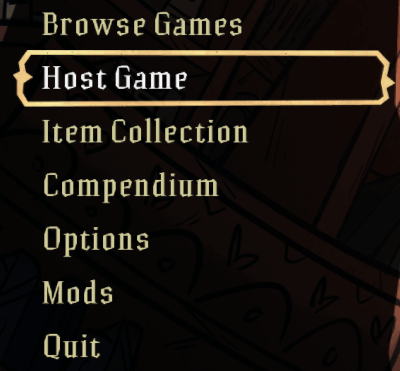 Browse Games
Host Game
Item Collection
Compendium
Options
Mods
Quit